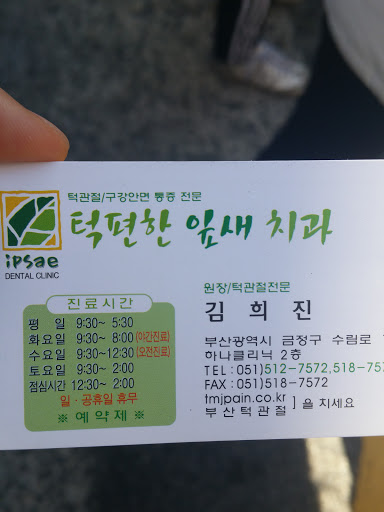 턱관절/구강안면 통증 전문
턱편한 잎새 치과
ipsae
DENTAL CLINIC
진료시간
평 일 9:30~ 5:30
화요일 9:30~ 8:00(야간진료)
수요일 9:30~12:30(오전진료)
토요일 9:30~ 2:00
점심시간 12:30~ 2:00
일·공휴일 휴무
※ 예약제 ※
원장/턱관절전문
김희진
부산광역시 금정구 수림로
하나클리닉 2층
TEL : 051)512-7572,518-757
FAX : 051)518-7572
tmjpain.co.kr
부산턱관절 ] 을 치세요